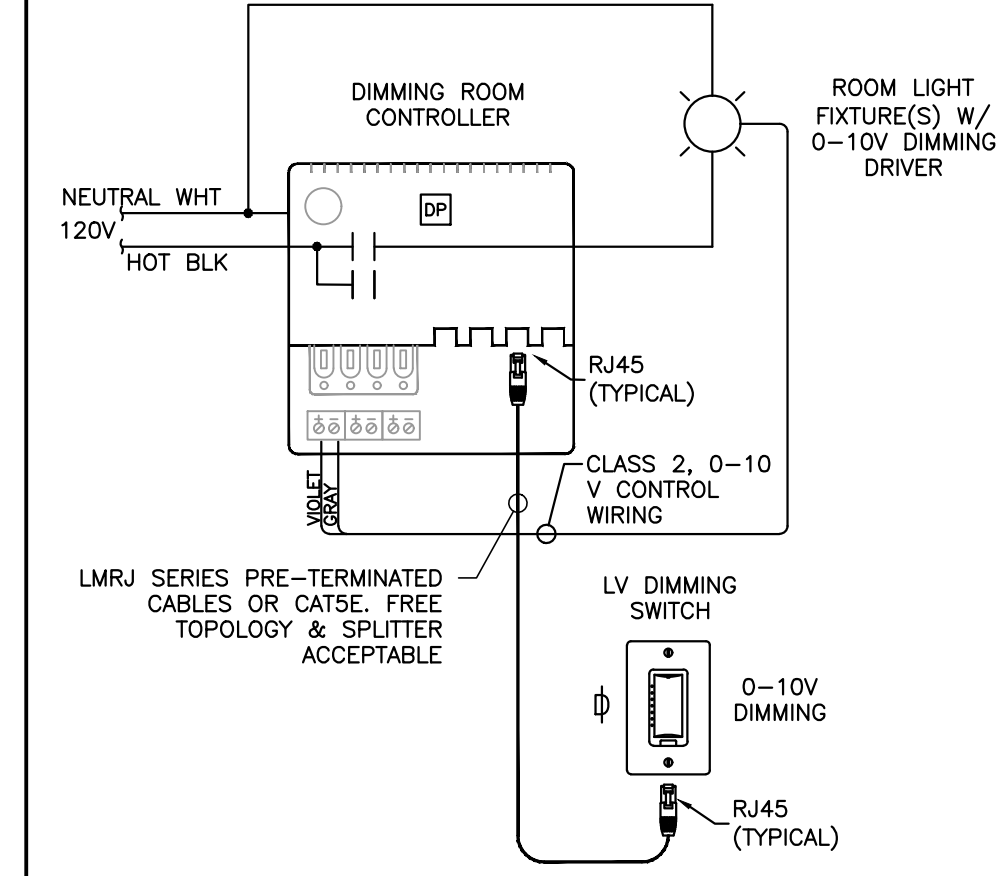 DIMMING ROOM
CONTROLLER
ROOM LIGHT
FIXTURE(S) W/
0-10V DIMMING
DRIVER
NEUTRAL WHT
120V
HOT BLK
DP
RJ45
(TYPICAL)
+ - + - + -
VIOLET
GRAY
CLASS 2, 0-10
V CONTROL
WIRING
LMRJ SERIES PRE-TERMINATED
CABLES OR CAT5E. FREE
TOPOLOGY & SPLITTER
ACCEPTABLE
LV DIMMING
SWITCH
0-10V
DIMMING
RJ45
(TYPICAL)